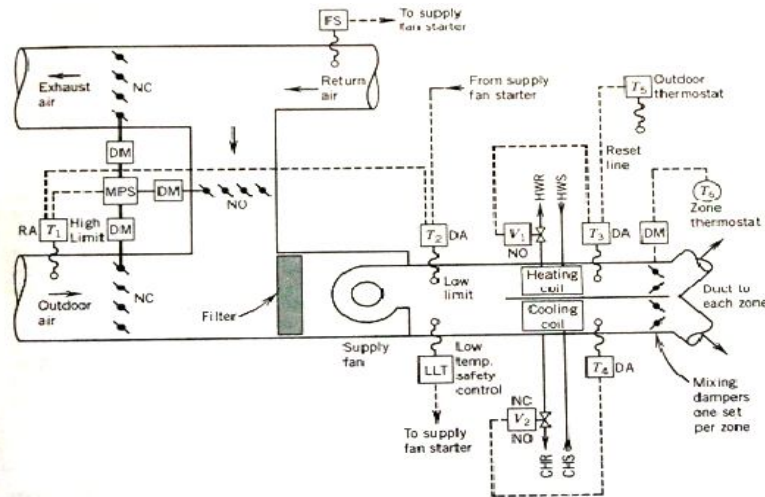 IFS
To supply
fan starter
Exhaust
air
NC
Return
air
From supply
fan starter
T5
Outdoor
thermostat
DM
MPS
DM
NO
Reset
line
HWR
HWS
T6
Zone
thermostat
RA
T1
High
Limit
DM
T2
DA
V1
NO
T3
DA
DM
Outdoor
air
NC
Filter
Low
limit
Heating
coil
Cooling
coil
Duct to
each zone
Supply
fan
LLT
Low
temp.
safety
control
T4
DA
Mixing
dampers
one set
per zone
To supply
fan starter
NC
V2
NO
CHR
CHS